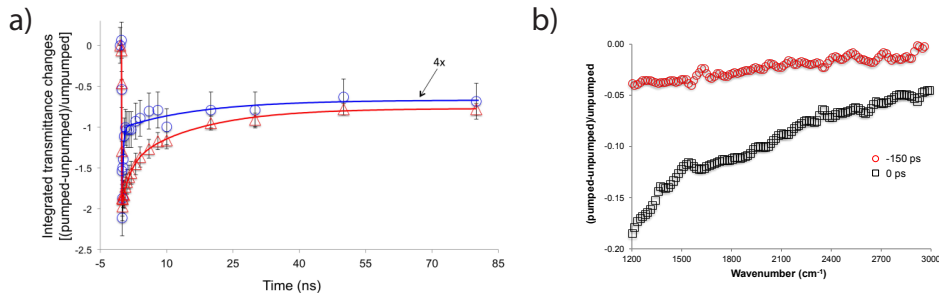 a)
Integrated transmittance changes
[(pumped-unpumped)/unpumped]
0
-0.5
-1
-1.5
-2
-2.5
-5
10
25
40
55
70
85
Time (ns)
4x
b)
(pumped-unpumped)/unpumped
0.00
-0.05
-0.10
-0.15
-0.20
1200
1500
1800
2100
2400
2700
3000
Wavenumber (cm⁻¹)
-150 ps
0 ps